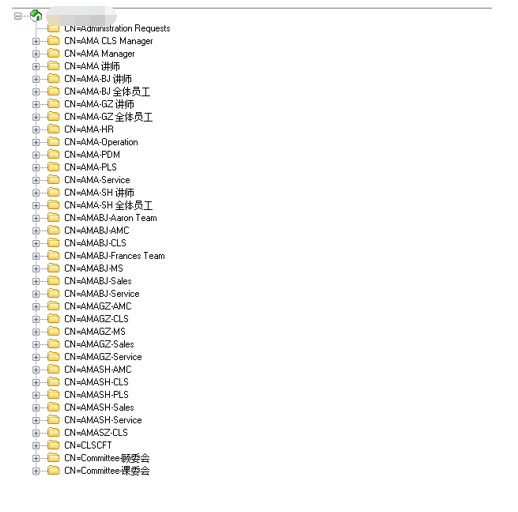 CN=Administration Requests
CN=AMA CLS Manager
CN=AMA Manager
CN=AMA 讲师
CN=AMA-BJ 讲师
CN=AMA-BJ 全体员工
CN=AMA-GZ 讲师
CN=AMA-GZ 全体员工
CN=AMA-HR
CN=AMA-Operation
CN=AMA-PDM
CN=AMA-PLS
CN=AMA-Service
CN=AMA-SH 讲师
CN=AMA-SH 全体员工
CN=AMABJ-Aaron Team
CN=AMABJ-AMC
CN=AMABJ-CLS
CN=AMABJ-Frances Team
CN=AMABJ-MS
CN=AMABJ-Sales
CN=AMABJ-Service
CN=AMAGZ-AMC
CN=AMAGZ-CLS
CN=AMAGZ-MS
CN=AMAGZ-Sales
CN=AMAGZ-Service
CN=AMASH-AMC
CN=AMASH-CLS
CN=AMASH-PLS
CN=AMASH-Sales
CN=AMASH-Service
CN=AMASZ-CLS
CN=CLSCFT
CN=Committee-顾委会
CN=Committee-课委会